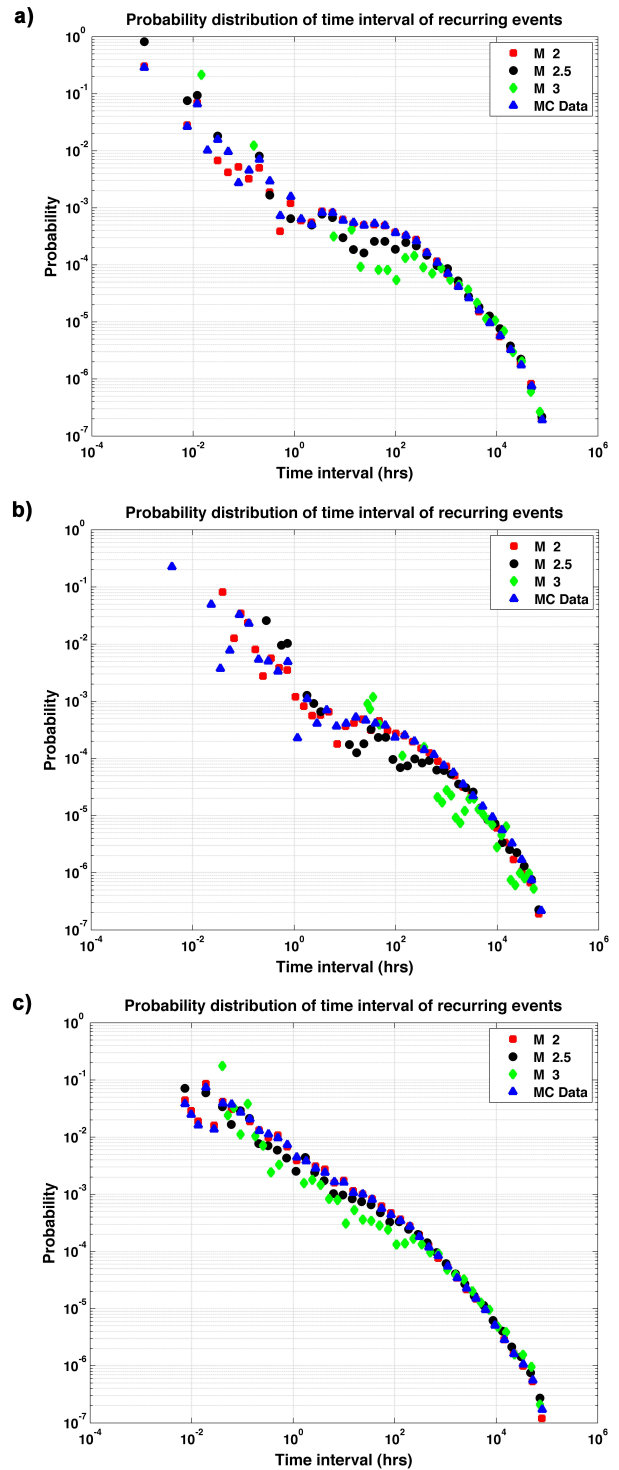 a)
Probability distribution of time interval of recurring events
10^0
10^-1
10^-2
10^-3
10^-4
10^-5
10^-6
10^-7
Probability
M 2
M 2.5
M 3
MC Data
10^-4
10^-2
10^0
10^2
10^4
10^6
Time interval (hrs)
b)
Probability distribution of time interval of recurring events
10^0
10^-1
10^-2
10^-3
10^-4
10^-5
10^-6
10^-7
Probability
M 2
M 2.5
M 3
MC Data
10^-4
10^-2
10^0
10^2
10^4
10^6
Time interval (hrs)
c)
Probability distribution of time interval of recurring events
10^0
10^-1
10^-2
10^-3
10^-4
10^-5
10^-6
10^-7
Probability
M 2
M 2.5
M 3
MC Data
10^-4
10^-2
10^0
10^2
10^4
10^6
Time interval (hrs)